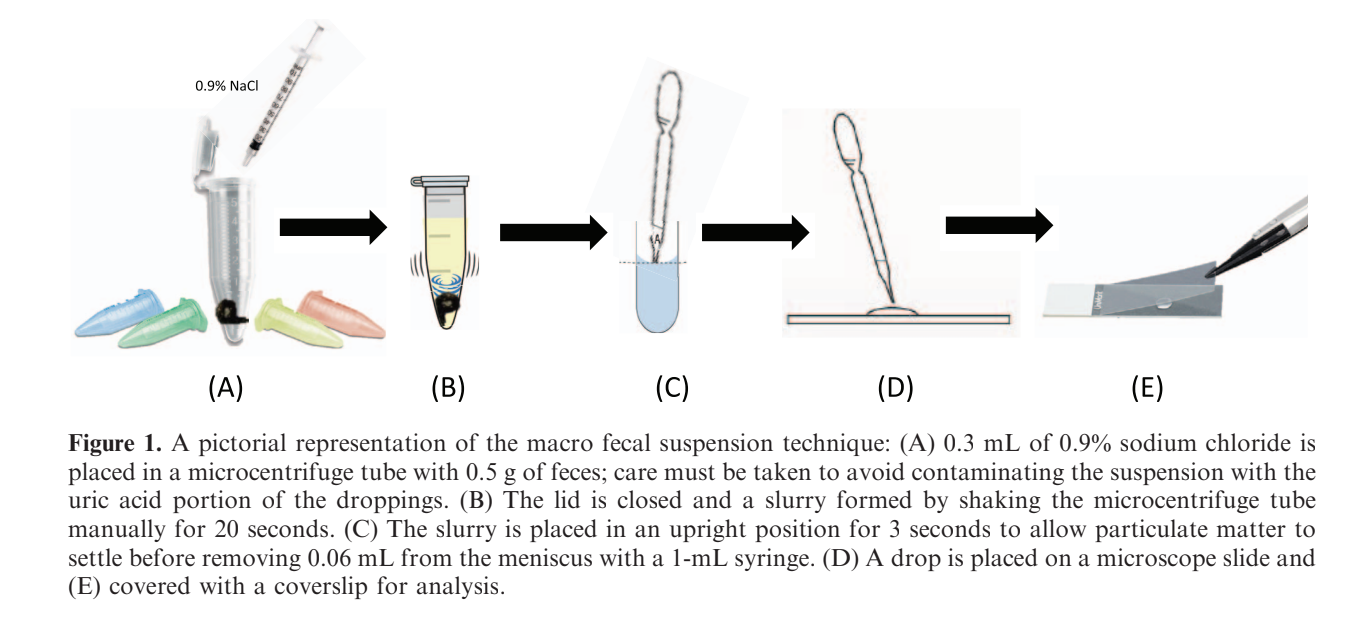 0.9% NaCl
(A)
(B)
(C)
(D)
(E)
Figure 1. A pictorial representation of the macro fecal suspension technique: (A) 0.3 mL of 0.9% sodium chloride is
placed in a microcentrifuge tube with 0.5 g of feces; care must be taken to avoid contaminating the suspension with the
uric acid portion of the droppings. (B) The lid is closed and a slurry formed by shaking the microcentrifuge tube
manually for 20 seconds. (C) The slurry is placed in an upright position for 3 seconds to allow particulate matter to
settle before removing 0.06 mL from the meniscus with a 1-mL syringe. (D) A drop is placed on a microscope slide and
(E) covered with a coverslip for analysis.